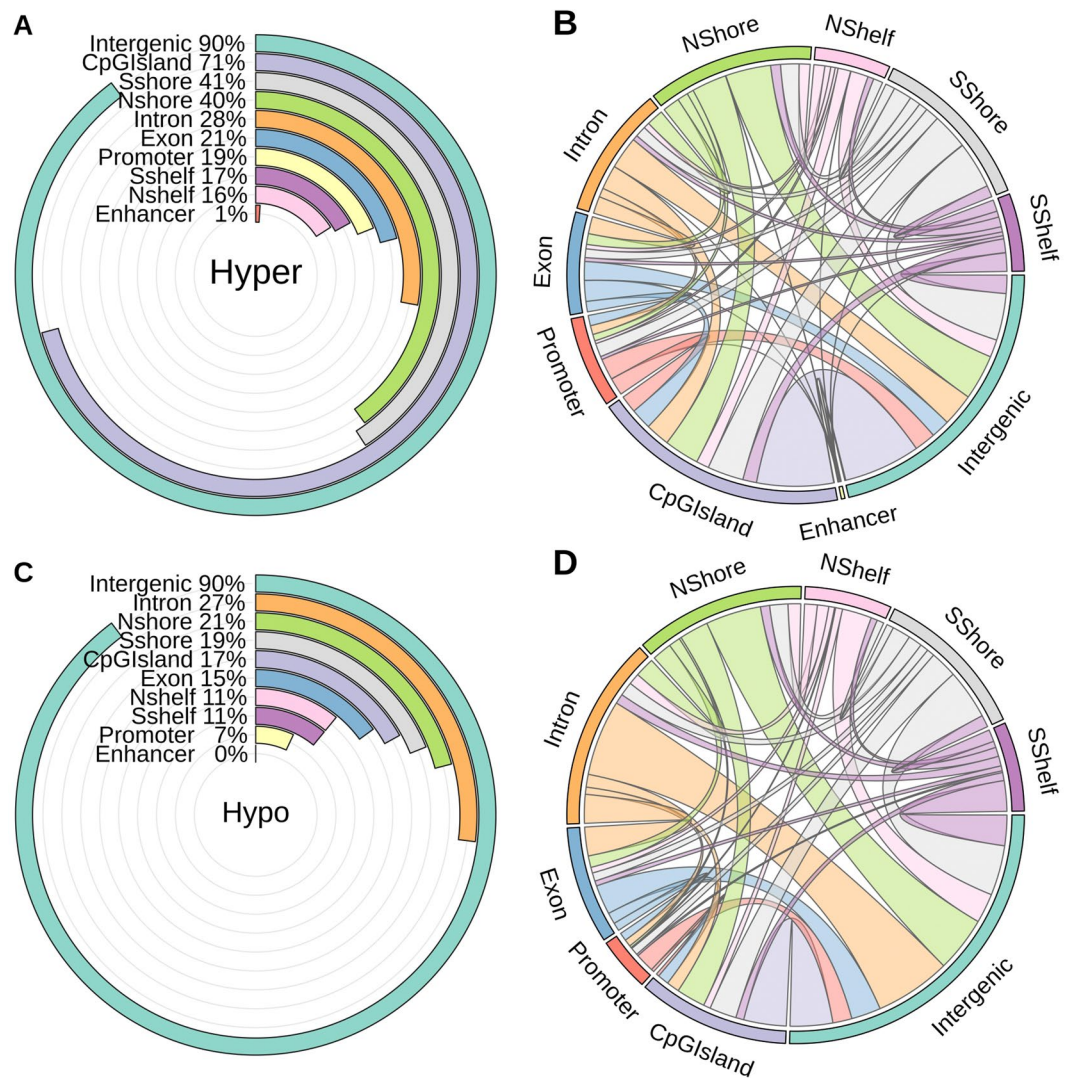 A
Intergenic 90%
CpGIsland 71%
Sshore 41%
Nshore 40%
Intron 28%
Exon 21%
Promoter 19%
Sshelf 17%
Nshelf 16%
Enhancer 1%
Hyper
B
NShore
NShelf
SShore
SShelf
Intergenic
Enhancer
CpGIsland
Promoter
Exon
Intron
C
Intergenic 90%
Intron 27%
Nshore 21%
Sshore 19%
CpGIsland 17%
Exon 15%
Nshelf 11%
Sshelf 11%
Promoter 7%
Enhancer 0%
Hypo
D
NShore
NShelf
SShore
SShelf
Intergenic
CpGIsland
Promoter
Exon
Intron